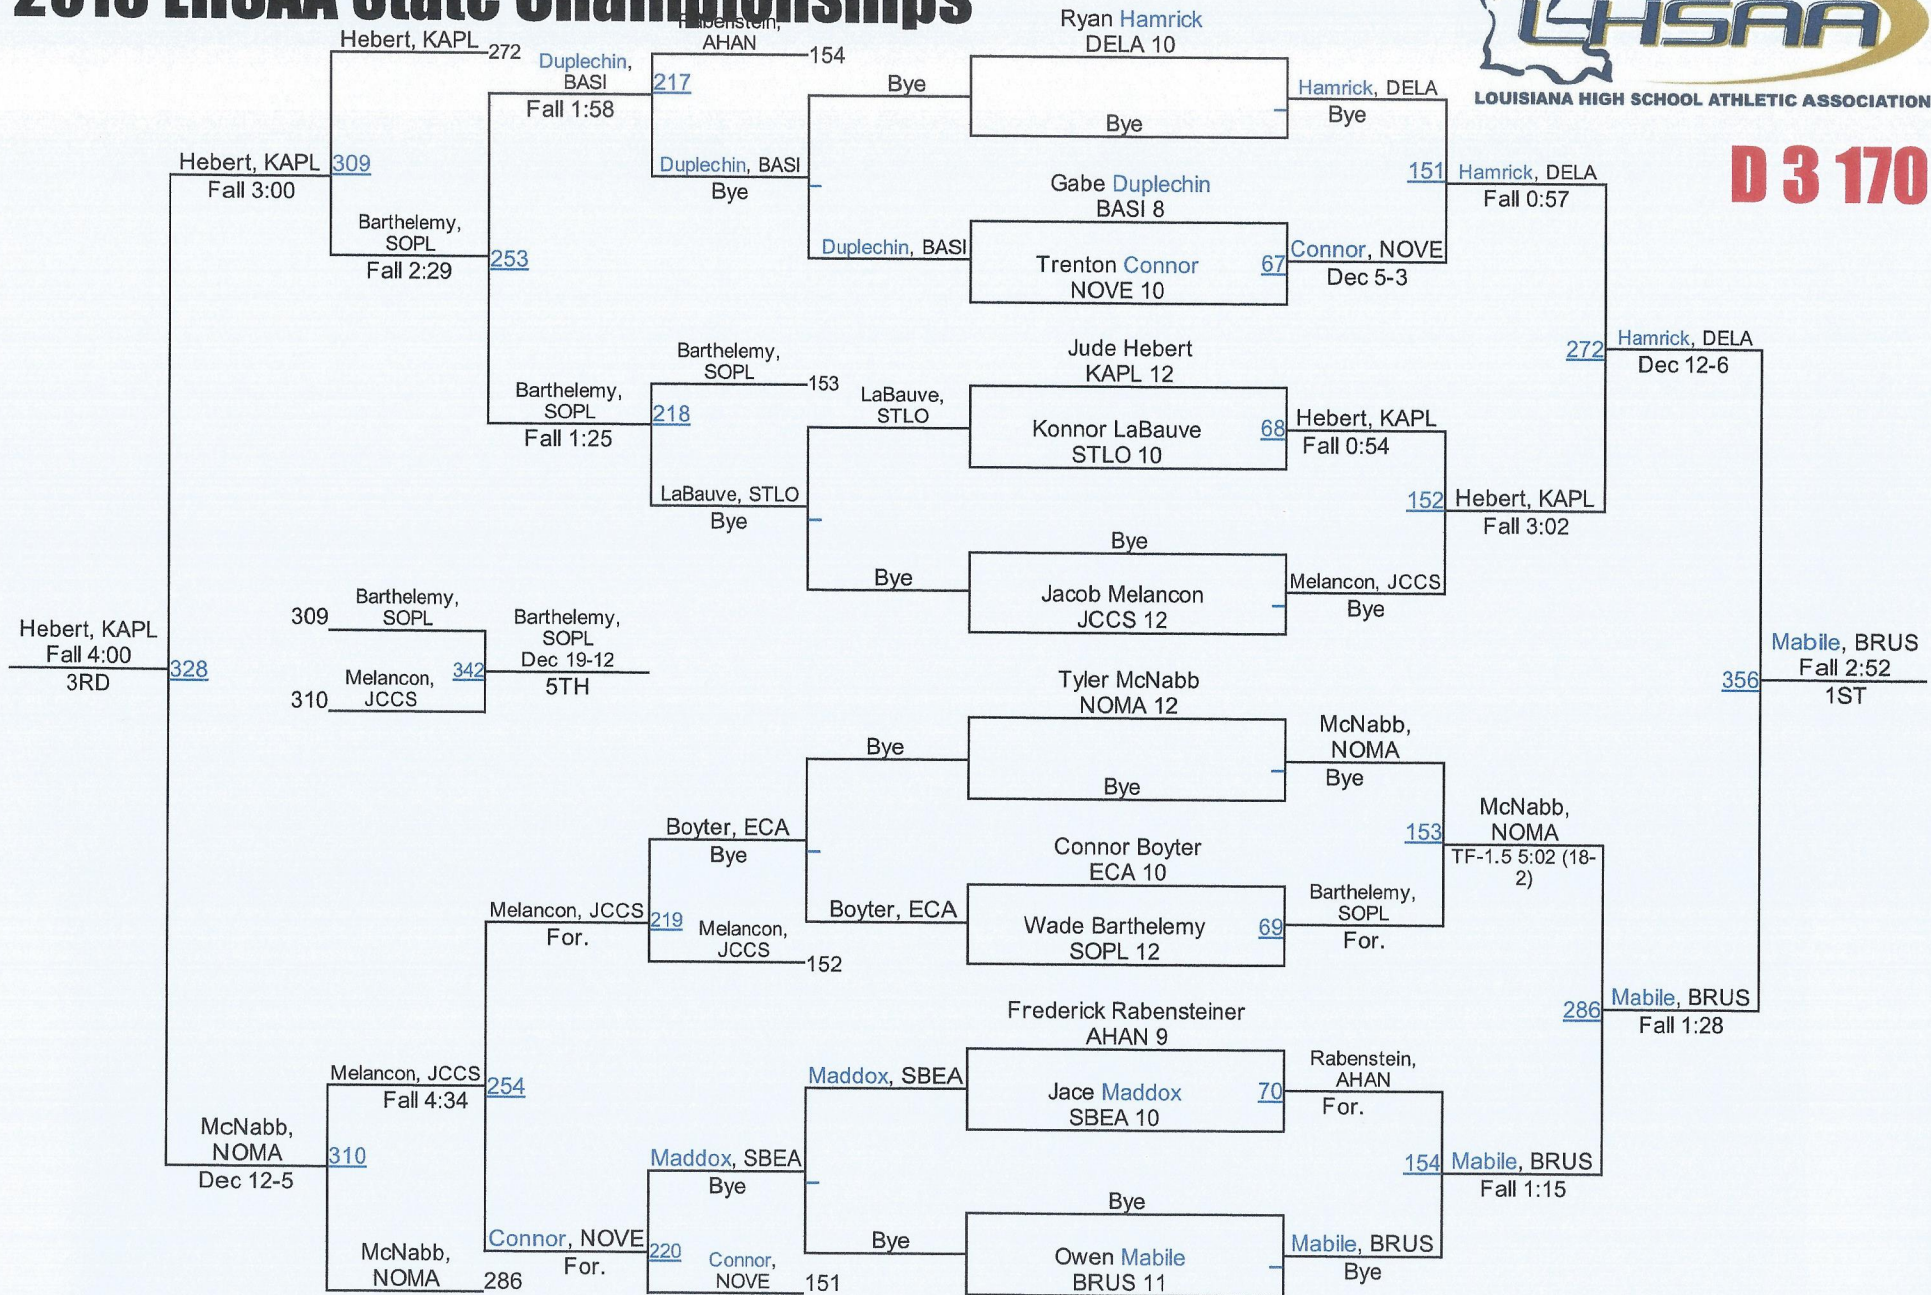 2018 LHSAA State Championships
LHSAA
LOUISIANA HIGH SCHOOL ATHLETIC ASSOCIATION
D 3 170
Hebert, KAPL
272
Duplechin,
BASI
Fall 1:58
Rabenstein,
AHAN
154
217
Duplechin, BASI
Bye
Hebert, KAPL
Fall 3:00
309
Barthelemy,
SOPL
Fall 2:29
253
Barthelemy,
SOPL
Fall 1:25
Barthelemy,
SOPL
153
218
LaBauve, STLO
Bye
Bye
Duplechin, BASI
LaBauve,
STLO
Bye
Ryan Hamrick
DELA 10
Bye
Gabe Duplechin
BASI 8
Trenton Connor
NOVE 10
67
Jude Hebert
KAPL 12
Konnor LaBauve
STLO 10
68
Bye
Jacob Melancon
JCCS 12
Hamrick, DELA
Bye
151
Hamrick, DELA
Fall 0:57
Connor, NOVE
Dec 5-3
272
Hamrick, DELA
Dec 12-6
Hebert, KAPL
Fall 0:54
152
Hebert, KAPL
Fall 3:02
Melancon, JCCS
Bye
Hebert, KAPL
Fall 4:00
3RD
328
309
Barthelemy,
SOPL
310
Melancon,
JCCS
342
Barthelemy,
SOPL
Dec 19-12
5TH
356
Mabile, BRUS
Fall 2:52
1ST
Tyler McNabb
NOMA 12
Bye
Connor Boyter
ECA 10
Wade Barthelemy
SOPL 12
69
Frederick Rabensteiner
AHAN 9
Jace Maddox
SBEA 10
70
Bye
Owen Mabile
BRUS 11
McNabb,
NOMA
Bye
153
McNabb,
NOMA
TF-1.5 5:02 (18-
2)
Barthelemy,
SOPL
For.
286
Mabile, BRUS
Fall 1:28
Rabenstein,
AHAN
For.
154
Mabile, BRUS
Fall 1:15
Mabile, BRUS
Bye
Bye
Boyter, ECA
Bye
Boyter, ECA
Melancon, JCCS
For.
219
Melancon,
JCCS
152
Melancon, JCCS
Fall 4:34
254
McNabb,
NOMA
Dec 12-5
310
McNabb,
NOMA
286
Maddox, SBEA
Maddox, SBEA
Bye
Bye
Connor, NOVE
For.
220
Connor,
NOVE
151